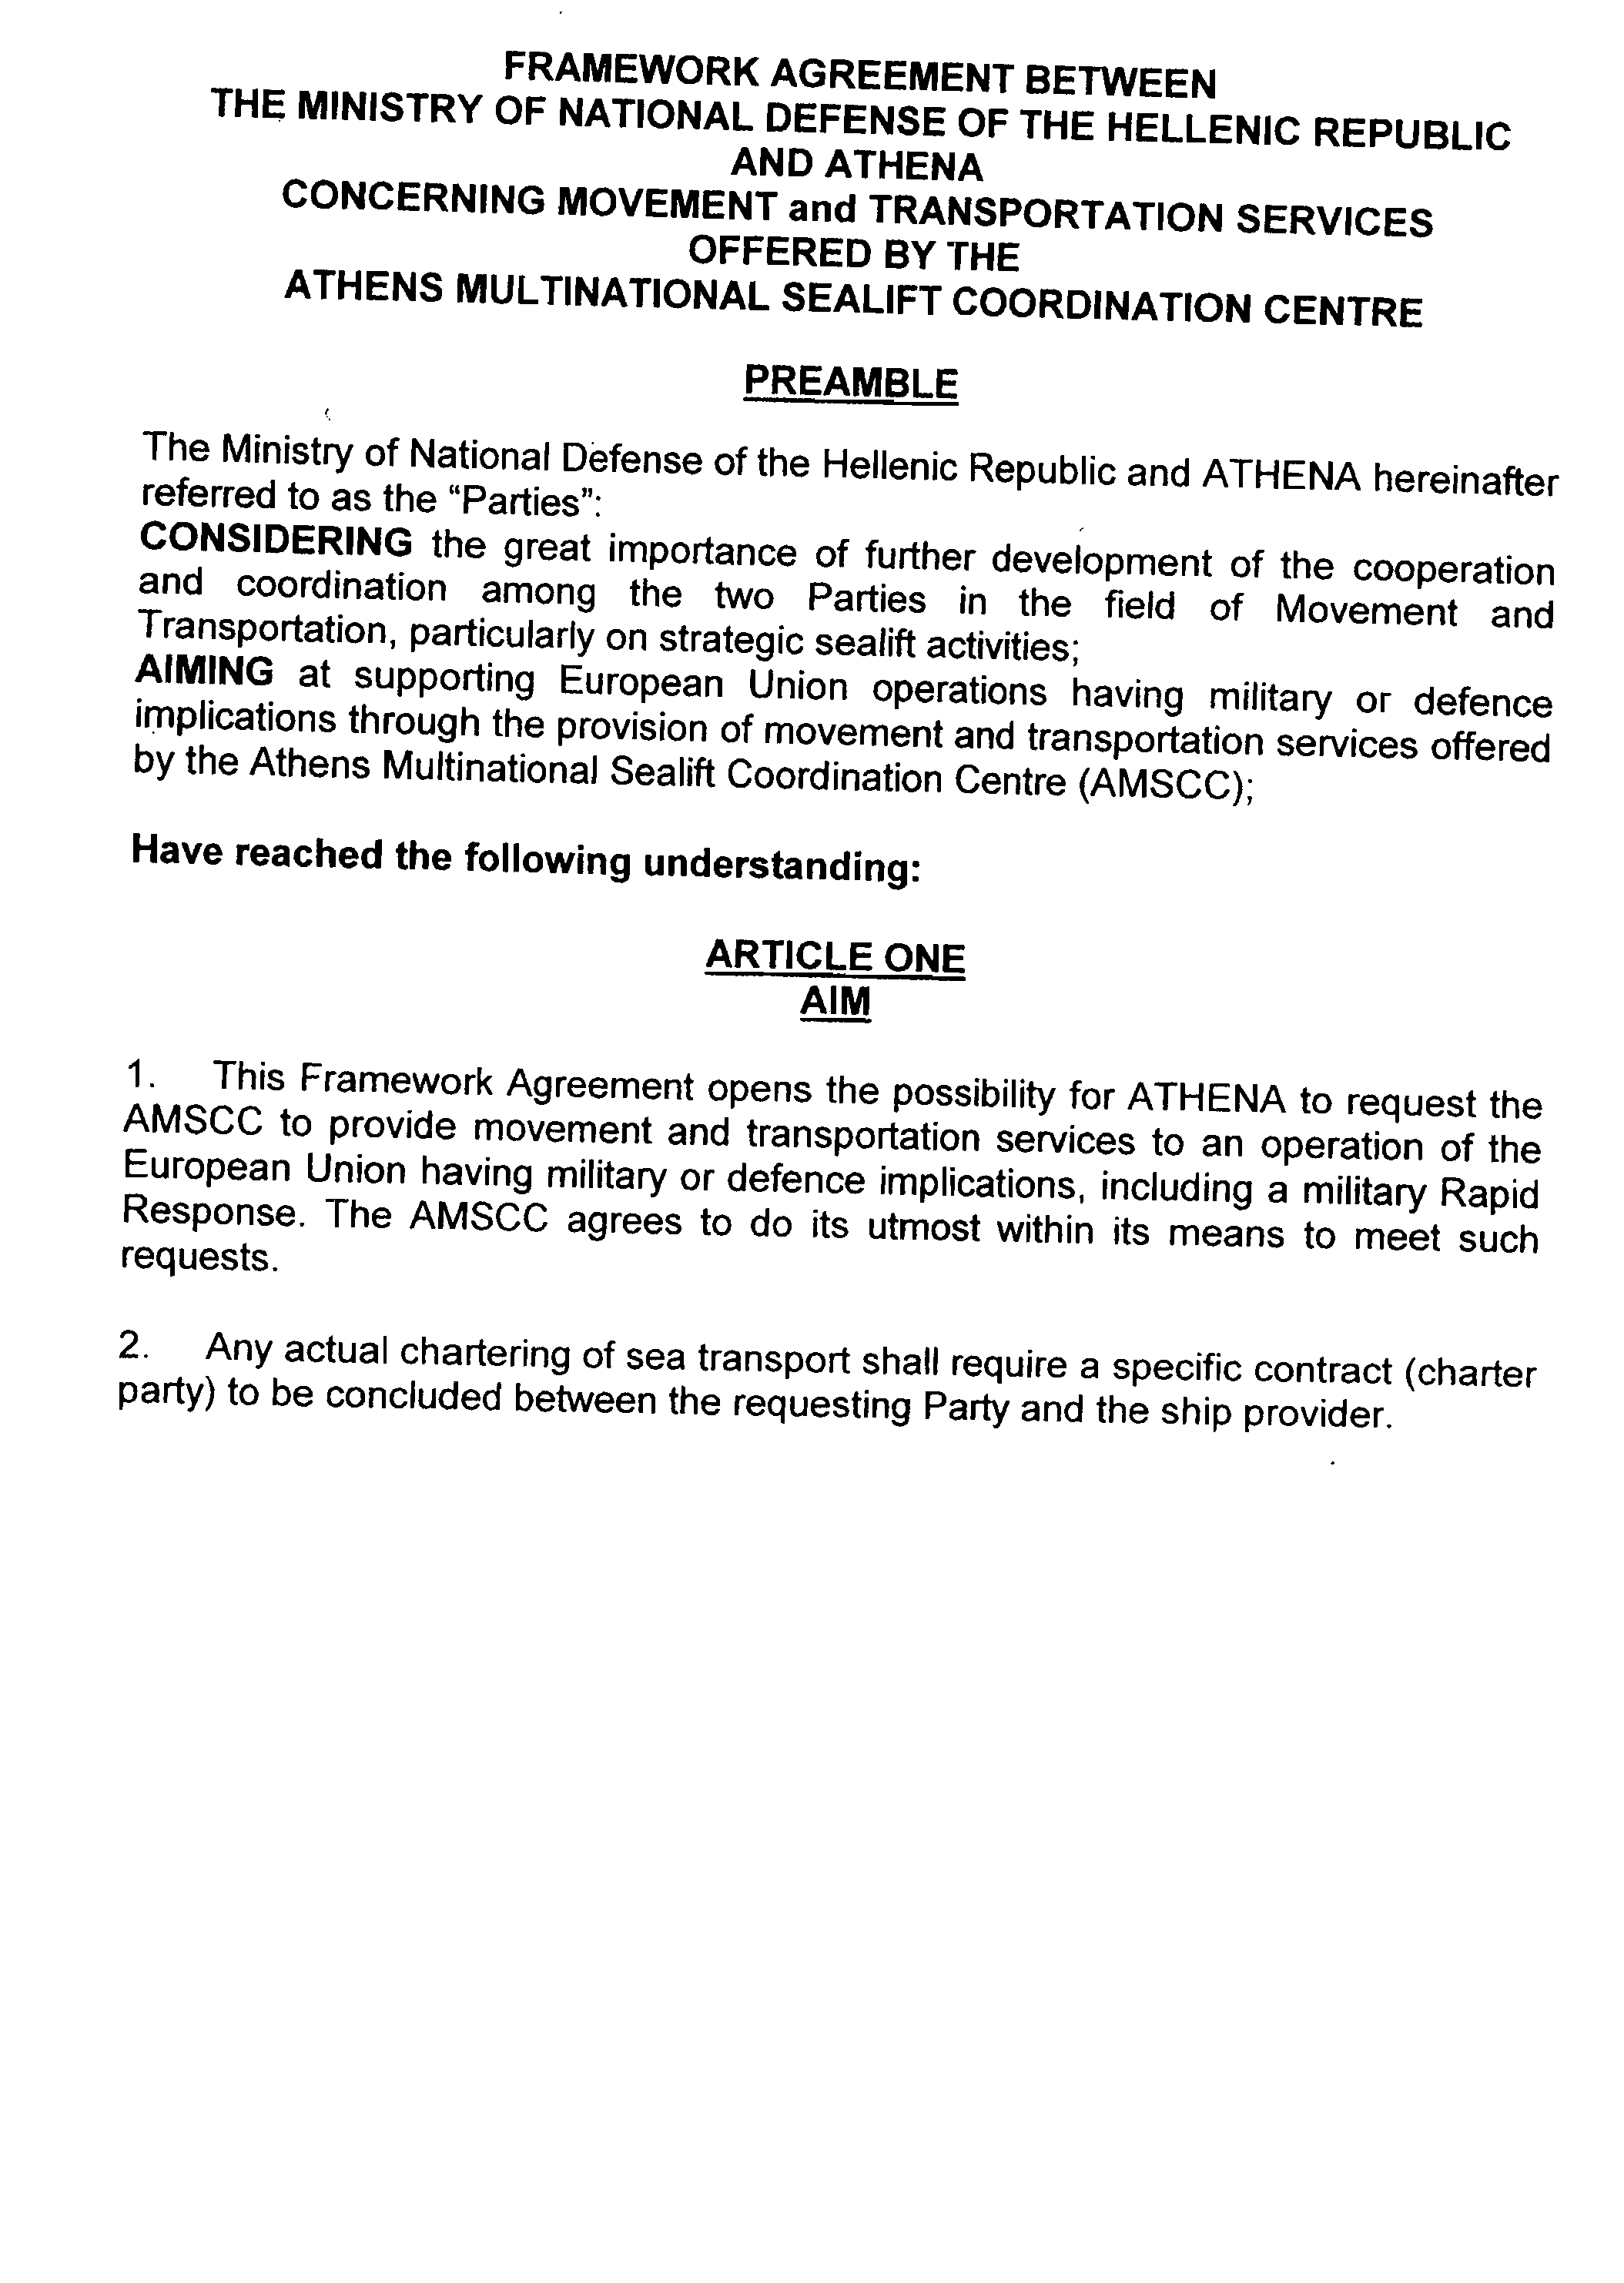 FRAMEWORK AGREEMENT BETWEEN
THE MINISTRY OF NATIONAL DEFENSE OF THE HELLENIC REPUBLIC
AND ATHENA
CONCERNING MOVEMENT and TRANSPORTATION SERVICES
OFFERED BY THE
ATHENS MULTINATIONAL SEALIFT COORDINATION CENTRE
PREAMBLE
The Ministry of National Defense of the Hellenic Republic and ATHENA hereinafter
referred to as the “Parties”:
CONSIDERING the great importance of further development of the cooperation
and coordination among the two Parties in the field of Movement and
Transportation, particularly on strategic sealift activities;
AIMING at supporting European Union operations having military or defence
implications through the provision of movement and transportation services offered
by the Athens Multinational Sealift Coordination Centre (AMSCC);
Have reached the following understanding:
ARTICLE ONE
AIM
1. This Framework Agreement opens the possibility for ATHENA to request the
AMSCC to provide movement and transportation services to an operation of the
European Union having military or defence implications, including a military Rapid
Response. The AMSCC agrees to do its utmost within its means to meet such
requests.
2. Any actual chartering of sea transport shall require a specific contract (charter
party) to be concluded between the requesting Party and the ship provider.